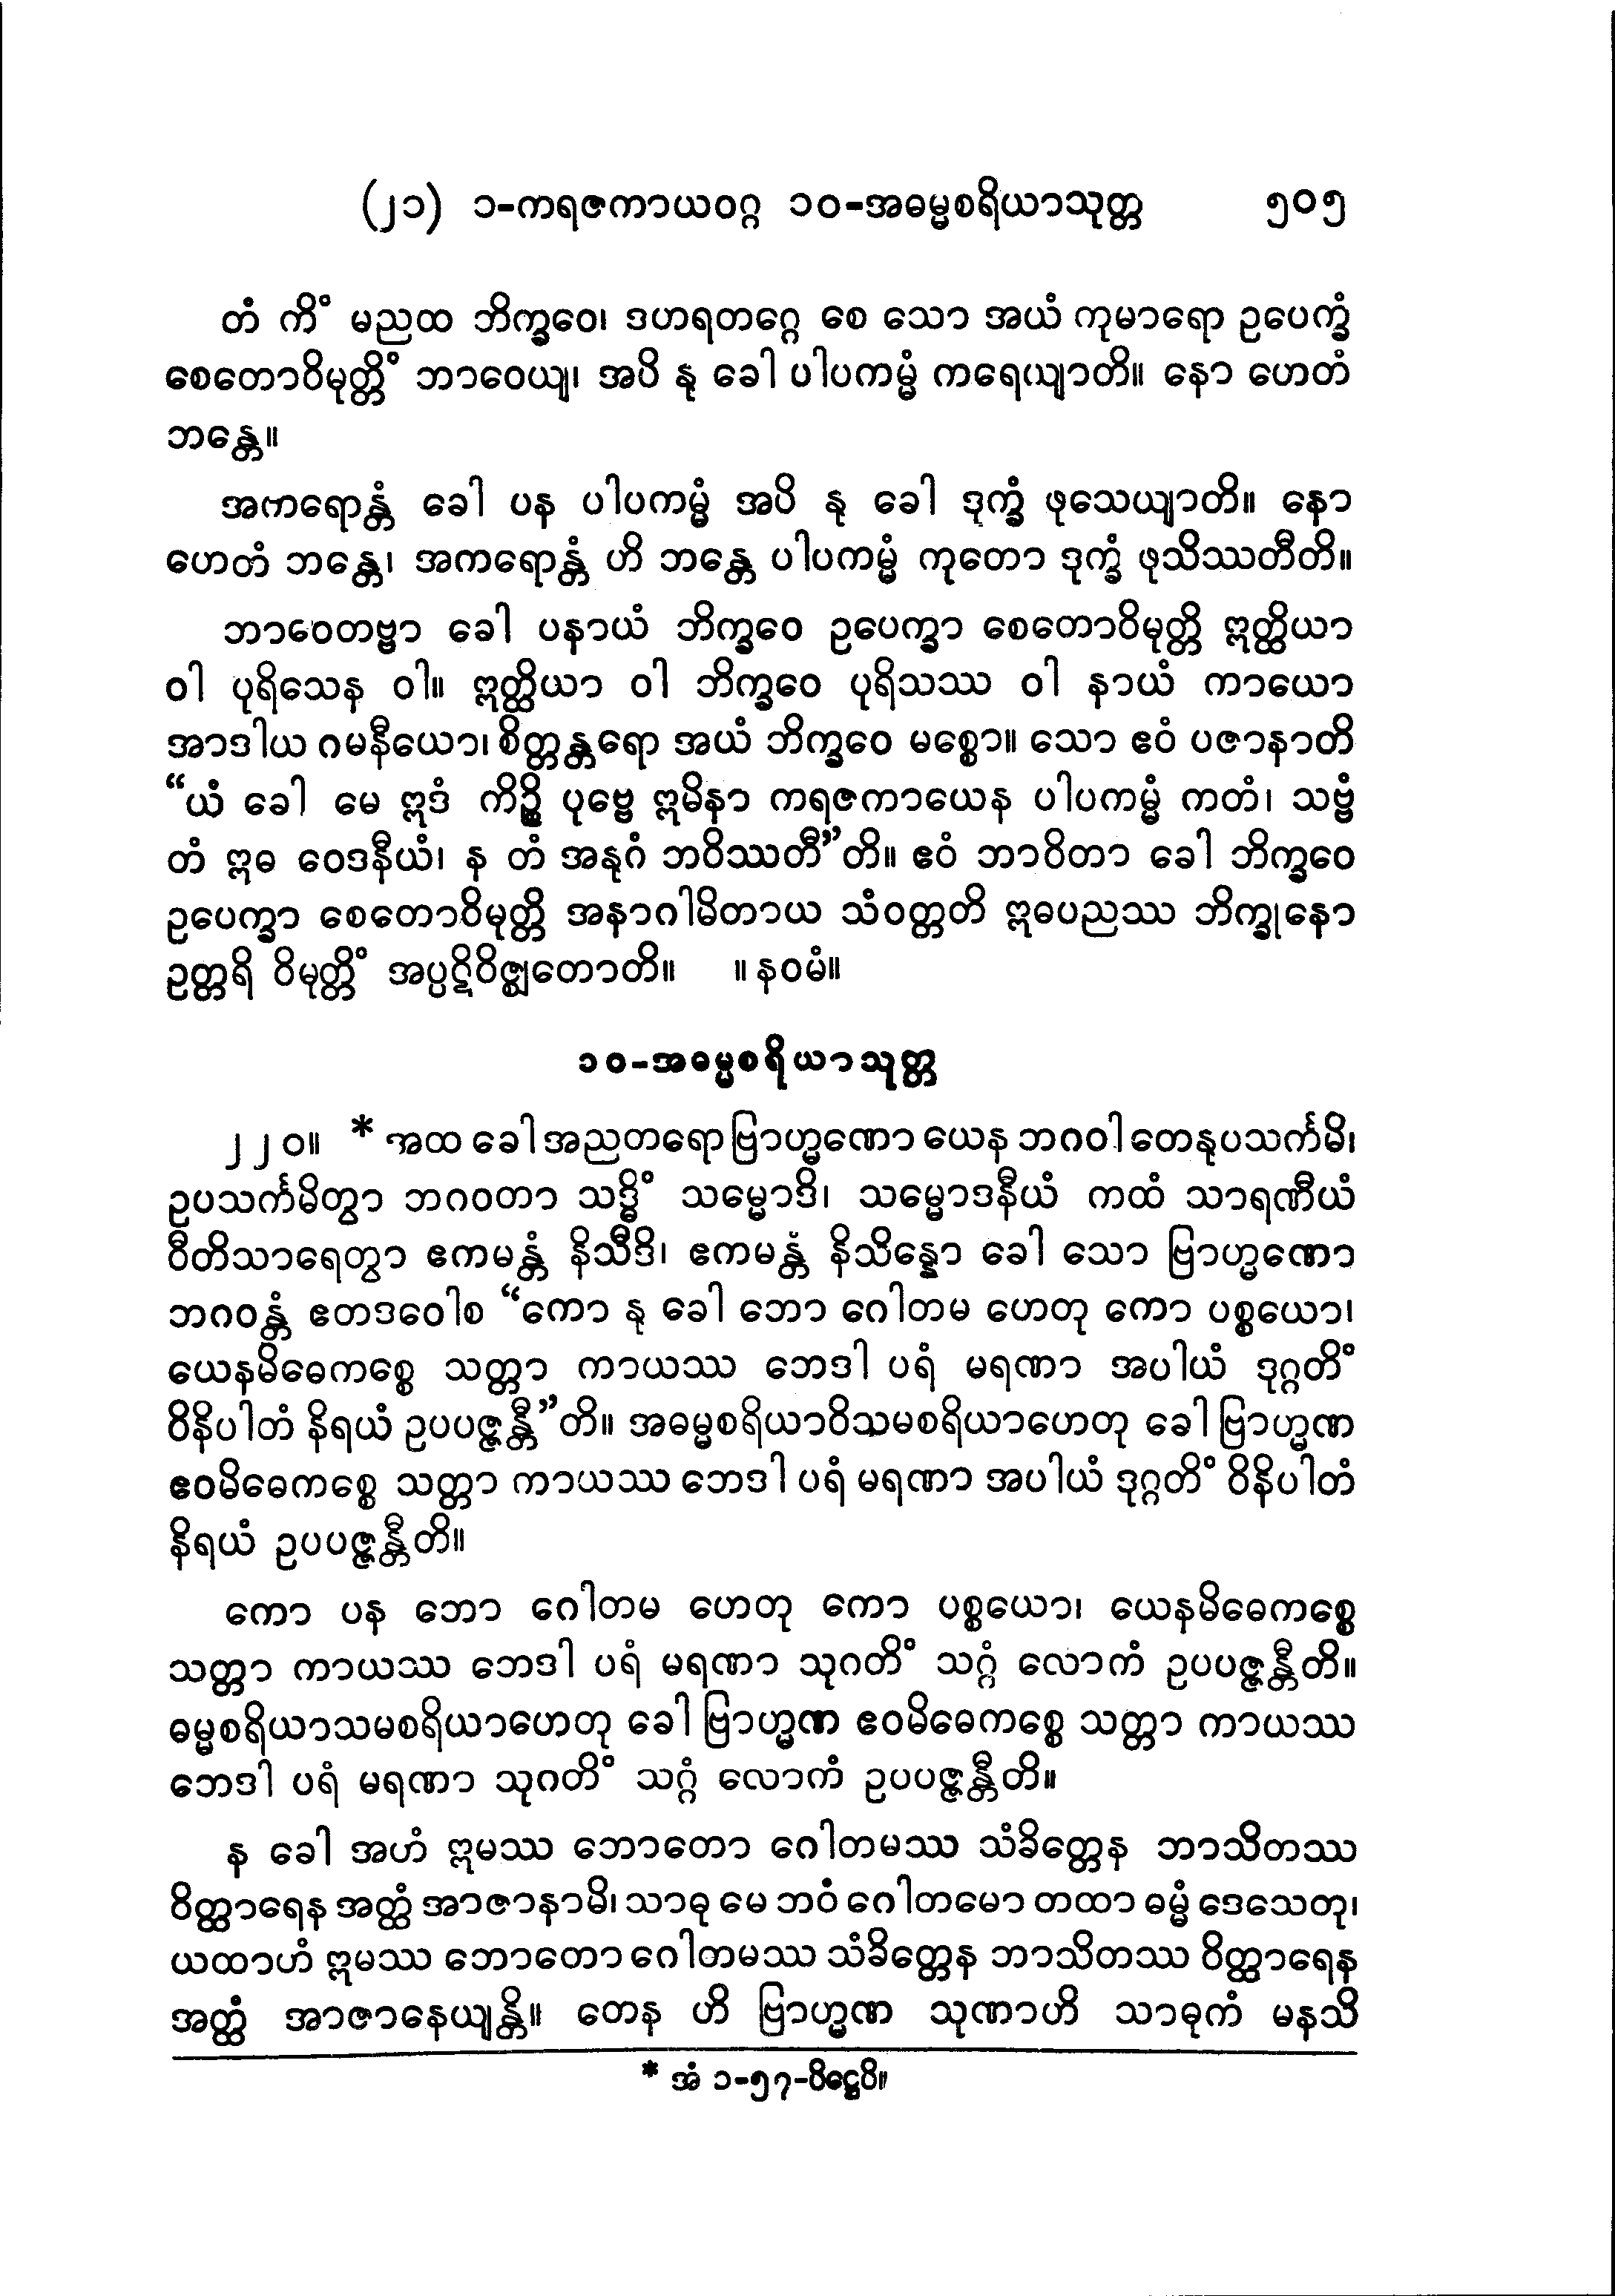 (၂၁) ၁-ကရဇကာယဝဂ္ဂ ၁၀-အဓမ္မစရိယာသုတ္တ ၅၀၅
တံ ကိံ မညထ ဘိက္ခဝေ၊ ဒဟရတဂ္ဂေ စေ သော အယံ ကုမာရော ဥပေက္ခံ
စေတောဝိမုတ္တိံ ဘာဝေယျ၊ အပိ နု ခေါ ပါပကမ္မံ ကရေယျာတိ။ နော ဟေတံ
ဘန္တေ။
အကရောန္တံ ခေါ ပန ပါပကမ္မံ အပိ နု ခေါ ဒုက္ခံ ဖုသေယျာတိ။ နော
ဟေတံ ဘန္တေ၊ အကရောန္တံ ဟိ ဘန္တေ ပါပကမ္မံ ကုတော ဒုက္ခံ ဖုသိဿတီတိ။
ဘာဝေတဗ္ဗာ ခေါ ပနာယံ ဘိက္ခဝေ ဥပေက္ခာ စေတောဝိမုတ္တိ ဣတ္ထိယာ
ဝါ ပုရိသေန ဝါ။ ဣတ္ထိယာ ဝါ ဘိက္ခဝေ ပုရိသဿ ဝါ နာယံ ကာယော
အာဒါယ ဂမနီယော၊ စိတ္တန္တရော အယံ ဘိက္ခဝေ မစ္စော။ သော ဧဝံ ပဇာနာတိ
“ယံ ခေါ မေ ဣဒံ ကိဉ္စိ ပုဗ္ဗေ ဣမိနာ ကရဇကာယေန ပါပကမ္မံ ကတံ၊ သဗ္ဗံ
တံ ဣဓ ဝေဒနီယံ၊ န တံ အနုဂံ ဘဝိဿတီ”တိ။ ဧဝံ ဘာဝိတာ ခေါ ဘိက္ခဝေ
ဥပေက္ခာ စေတောဝိမုတ္တိ အနာဂါမိတာယ သံဝတ္တတိ ဣဓပညဿ ဘိက္ခုနော
ဥတ္တရိ ဝိမုတ္တိံ အပ္ပဋိဝိဇ္ဈတောတိ။ ။ နဝမံ။
၁၀-အဓမ္မစရိယာသုတ္တ
၂၂၀။ * အထ ခေါ အညတရော ဗြာဟ္မဏော ယေန ဘဂဝါ တေနုပသင်္ကမိ၊
ဥပသင်္ကမိတွာ ဘဂဝတာ သဒ္ဓိံ သမ္မောဒိ၊ သမ္မောဒနီယံ ကထံ သာရဏီယံ
ဝီတိသာရေတွာ ဧကမန္တံ နိသီဒိ၊ ဧကမန္တံ နိသိန္နော ခေါ သော ဗြာဟ္မဏော
ဘဂဝန္တံ ဧတဒဝေါစ “ကော နု ခေါ ဘော ဂေါတမ ဟေတု ကော ပစ္စယော၊
ယေနမိဓေကစ္စေ သတ္တာ ကာယဿ ဘေဒါ ပရံ မရဏာ အပါယံ ဒုဂ္ဂတိံ
ဝိနိပါတံ နိရယံ ဥပပဇ္ဇန္တီ”တိ။ အဓမ္မစရိယာဝိသမစရိယာဟေတု ခေါ ဗြာဟ္မဏ
ဧဝမိဓေကစ္စေ သတ္တာ ကာယဿ ဘေဒါ ပရံ မရဏာ အပါယံ ဒုဂ္ဂတိံ ဝိနိပါတံ
နိရယံ ဥပပဇ္ဇန္တီတိ။
ကော ပန ဘော ဂေါတမ ဟေတု ကော ပစ္စယော၊ ယေနမိဓေကစ္စေ
သတ္တာ ကာယဿ ဘေဒါ ပရံ မရဏာ သုဂတိံ သဂ္ဂံ လောကံ ဥပပဇ္ဇန္တီတိ။
ဓမ္မစရိယာသမစရိယာဟေတု ခေါ ဗြာဟ္မဏ ဧဝမိဓေကစ္စေ သတ္တာ ကာယဿ
ဘေဒါ ပရံ မရဏာ သုဂတိံ သဂ္ဂံ လောကံ ဥပပဇ္ဇန္တီတိ။
န ခေါ အဟံ ဣမဿ ဘောတော ဂေါတမဿ သံခိတ္တေန ဘာသိတဿ
ဝိတ္ထာရေန အတ္ထံ အာဇာနာမိ၊ သာဓု မေ ဘဝံ ဂေါတမော တထာ ဓမ္မံ ဒေသေတု၊
ယထာဟံ ဣမဿ ဘောတော ဂေါတမဿ သံခိတ္တေန ဘာသိတဿ ဝိတ္ထာရေန
အတ္ထံ အာဇာနေယျန္တိ။ တေန ဟိ ဗြာဟ္မဏ သုဏာဟိ သာဓုကံ မနသိ
* အံ ၁-၅၇-ပိဋ္ဌေပိ။